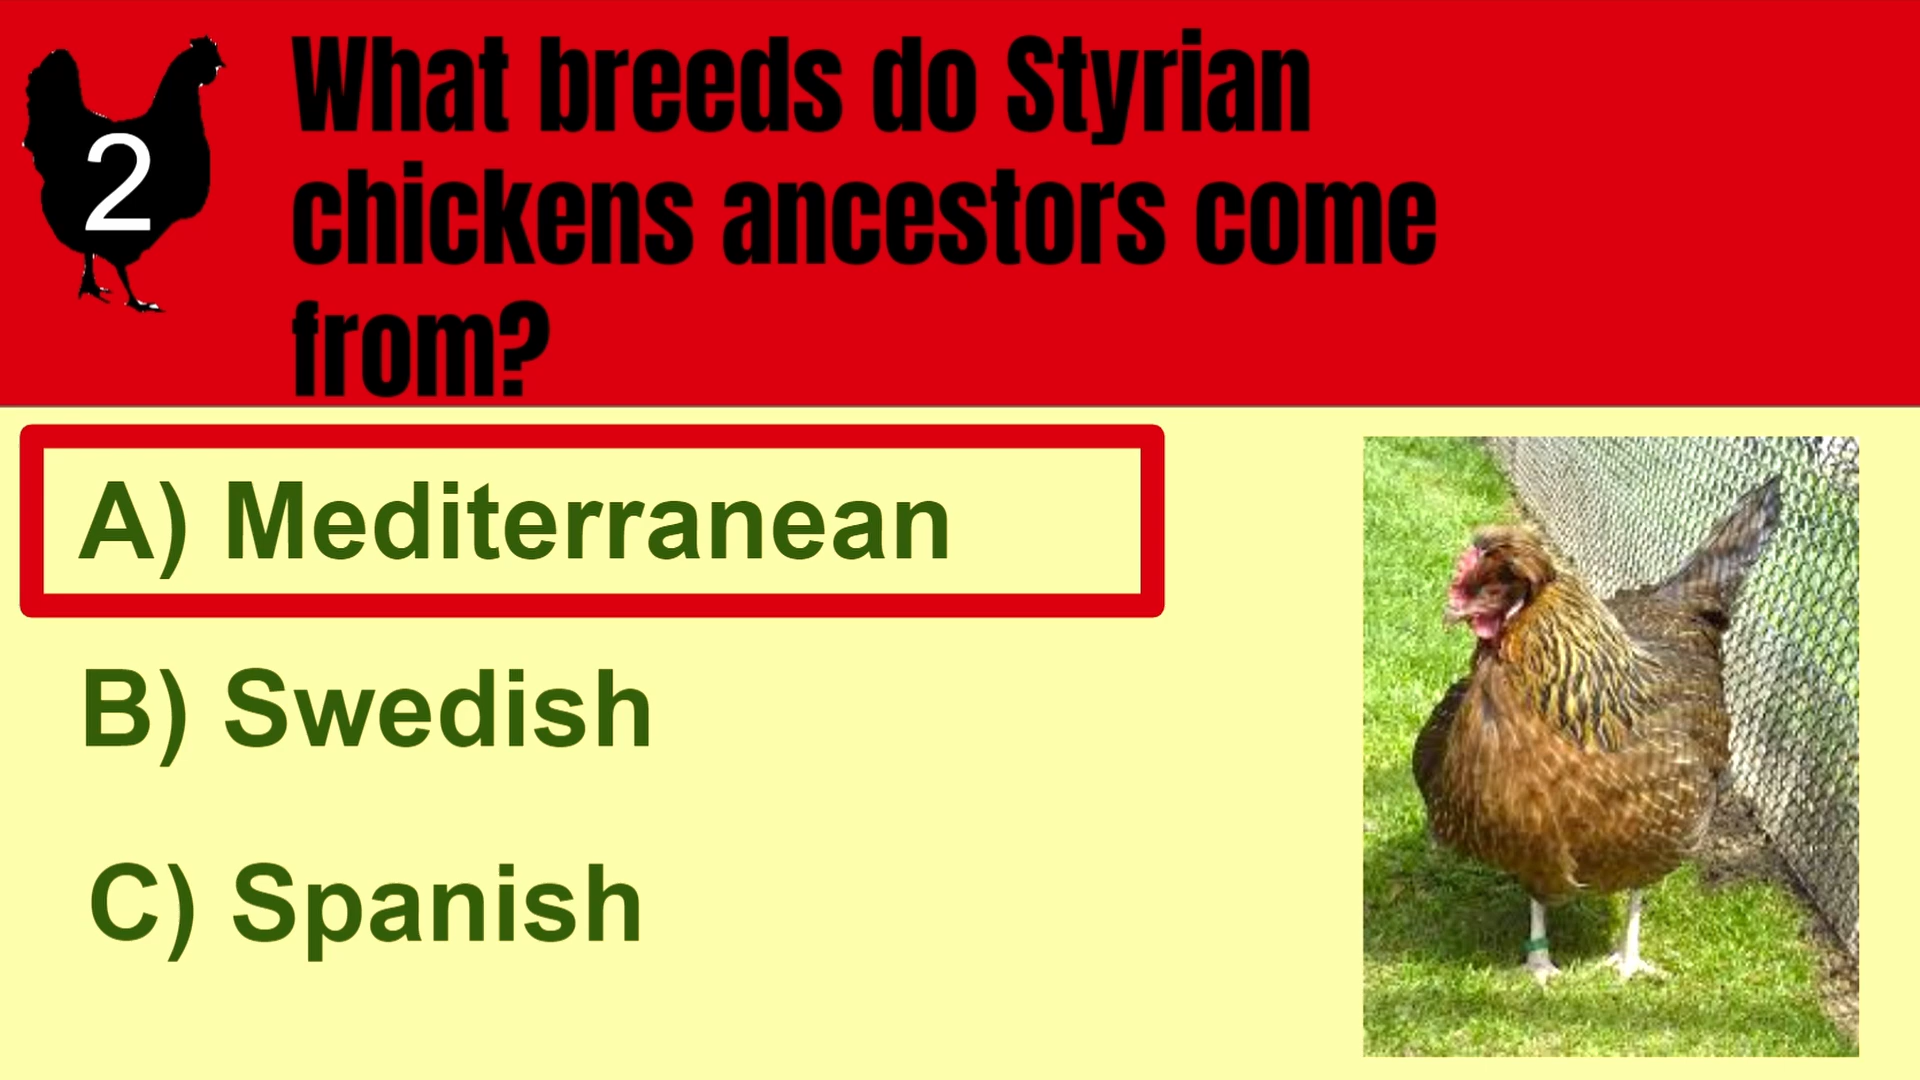 2
What breeds do Styrian
chickens ancestors come
from?
A) Mediterranean
B) Swedish
C) Spanish